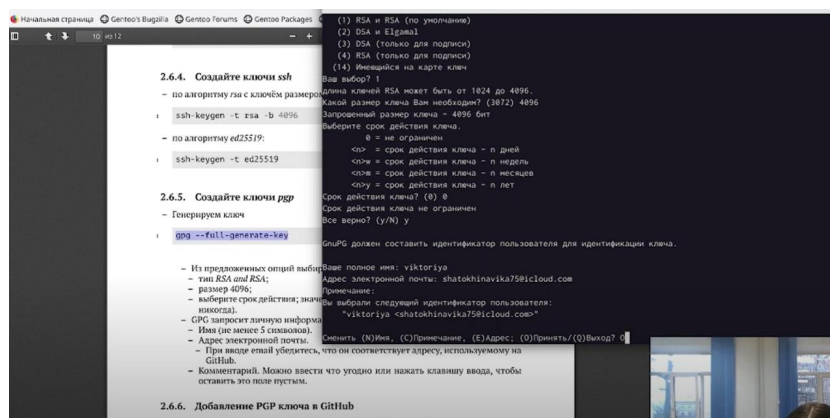 Начальная страница Gentoo's Bugzilla Gentoo Forums Gentoo Packages
10 из 12
2.6.4. Создайте ключи ssh
– по алгоритму rsa с ключём размером
1 ssh-keygen -t rsa -b 4096
– по алгоритму ed25519:
1 ssh-keygen -t ed25519
2.6.5. Создайте ключи pgp
– Генерируем ключ
1 gpg --full-generate-key
– Из предложенных опций выбир
– тип RSA and RSA;
– размер 4096;
– выберите срок действия; значе
никогда).
– GPG запросит личную информа
– Имя (не менее 5 символов).
– Адрес электронной почты.
– При вводе email убедитесь, что он соответствует адресу, используемому на
GitHub.
– Комментарий. Можно ввести что угодно или нажать клавишу ввода, чтобы
оставить это поле пустым.
2.6.6. Добавление PGP ключа в GitHub
(1) RSA и RSA (по умолчанию)
(2) DSA и Elgamal
(3) DSA (только для подписи)
(4) RSA (только для подписи)
(14) Имеющийся на карте ключ
Ваш выбор? 1
длина ключей RSA может быть от 1024 до 4096.
Какой размер ключа Вам необходим? (3072) 4096
Запрошенный размер ключа - 4096 бит
Выберите срок действия ключа.
0 = не ограничен
<n> = срок действия ключа - n дней
<n>w = срок действия ключа - n недель
<n>m = срок действия ключа - n месяцев
<n>y = срок действия ключа - n лет
Срок действия ключа? (0) 0
Срок действия ключа не ограничен
Все верно? (y/N) y
GnuPG должен составить идентификатор пользователя для идентификации ключа.
Ваше полное имя: viktoriya
Адрес электронной почты: shatokhinavika75@icloud.com
Примечание:
Вы выбрали следующий идентификатор пользователя:
"viktoriya <shatokhinavika75@icloud.com>"
Сменить (N)Имя, (C)Примечание, (E)Адрес; (O)Принять/(Q)Выход? O